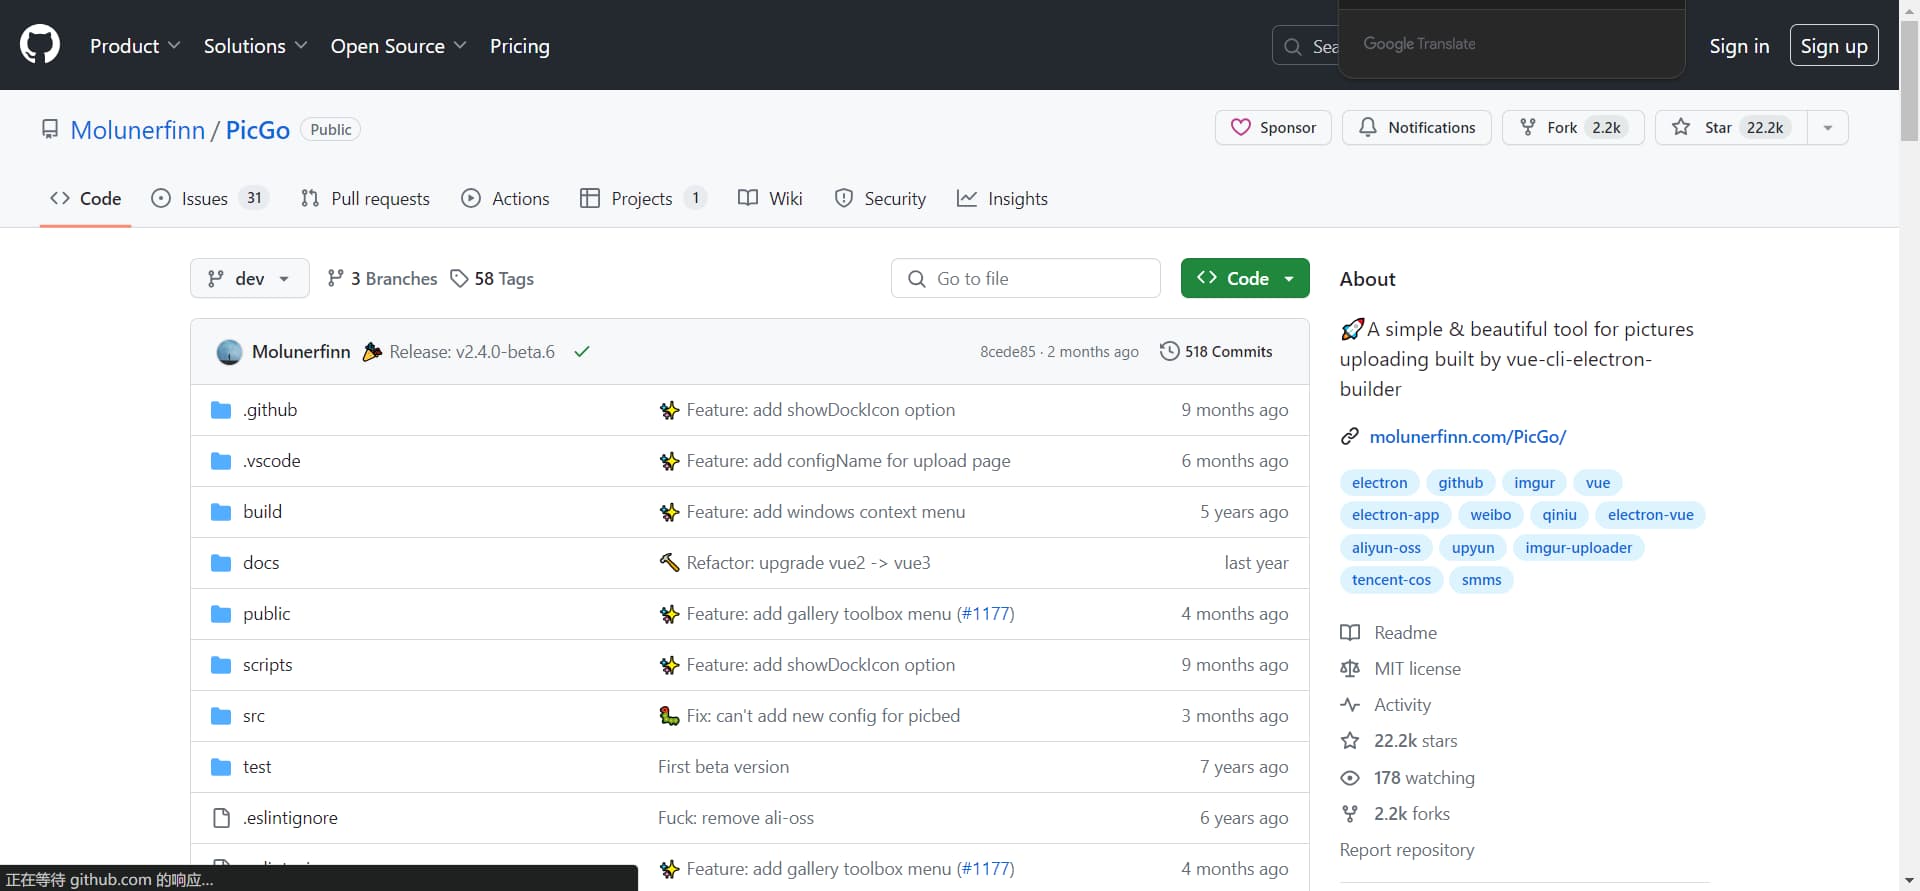 Product Solutions Open Source Pricing Sea Google Translate Sign in Sign up
Molunerfinn / PicGo Public Sponsor Notifications Fork 2.2k Star 22.2k
Code Issues 31 Pull requests Actions Projects 1 Wiki Security Insights
dev 3 Branches 58 Tags Go to file Code
Molunerfinn Release: v2.4.0-beta.6 8cede85 · 2 months ago 518 Commits
.github Feature: add showDockIcon option 9 months ago
.vscode Feature: add configName for upload page 6 months ago
build Feature: add windows context menu 5 years ago
docs Refactor: upgrade vue2 -> vue3 last year
public Feature: add gallery toolbox menu (#1177) 4 months ago
scripts Feature: add showDockIcon option 9 months ago
src Fix: can't add new config for picbed 3 months ago
test First beta version 7 years ago
.eslintignore Fuck: remove ali-oss 6 years ago
Feature: add gallery toolbox menu (#1177) 4 months ago
About
🚀A simple & beautiful tool for pictures
uploading built by vue-cli-electron-
builder
molunerfinn.com/PicGo/
electron github imgur vue
electron-app weibo qiniu electron-vue
aliyun-oss upyun imgur-uploader
tencent-cos smms
Readme
MIT license
Activity
22.2k stars
178 watching
2.2k forks
Report repository
正在等待 github.com 的响应...